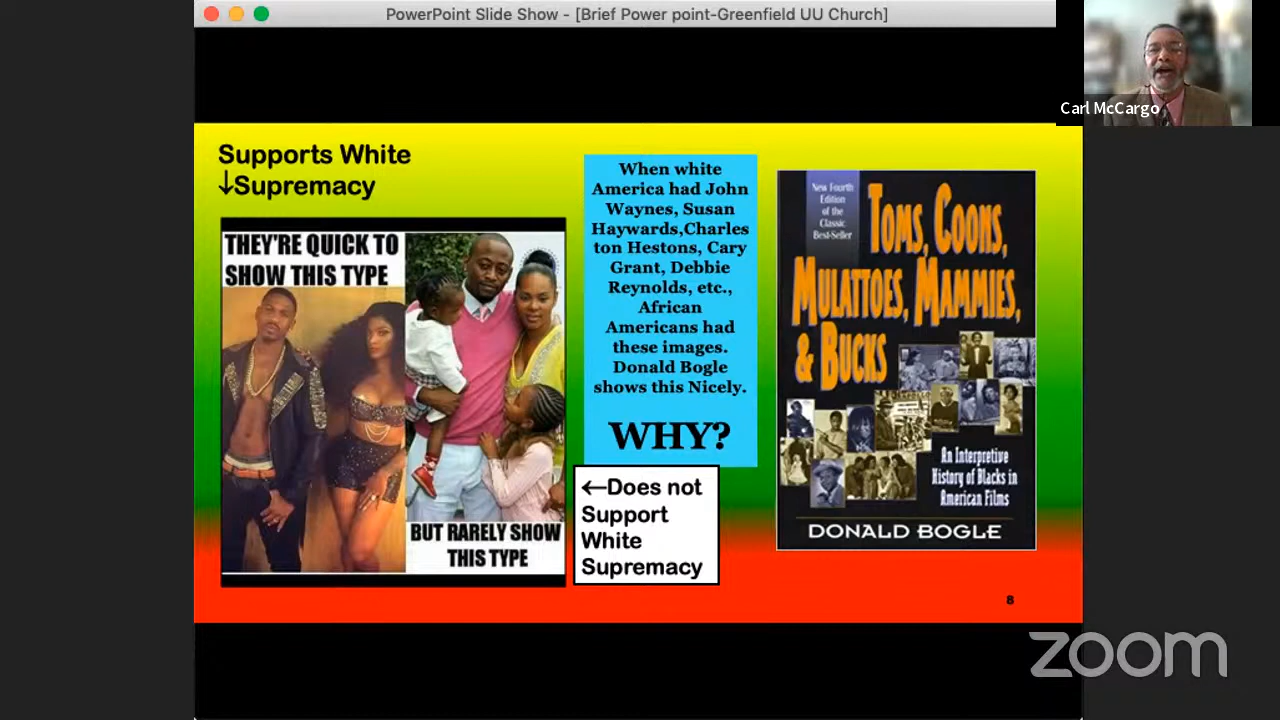 PowerPoint Slide Show - [Brief Power point-Greenfield UU Church]
Carl McCargo
Supports White
↓Supremacy
THEY'RE QUICK TO
SHOW THIS TYPE
BUT RARELY SHOW
THIS TYPE
When white
America had John
Waynes, Susan
Haywards,Charles
ton Hestons, Cary
Grant, Debbie
Reynolds, etc.,
African
Americans had
these images.
Donald Bogle
shows this Nicely.
WHY?
←Does not
Support
White
Supremacy
New Fourth
Edition
of the
Classic
Best-Seller
TOMS, COONS,
MULATTOES, MAMMIES,
& BUCKS
An Interpretive
History of Blacks in
American Films
DONALD BOGLE
8
zoom